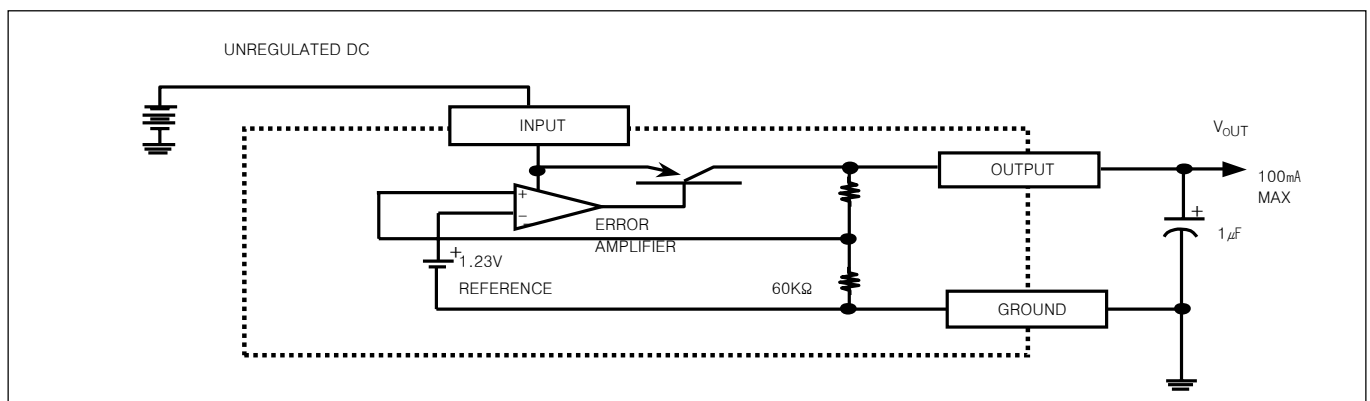 UNREGULATED DC
INPUT
VOUT
OUTPUT
100mA
MAX
+
−
ERROR
AMPLIFIER
+
1µF
+
1.23V
REFERENCE
60KΩ
GROUND